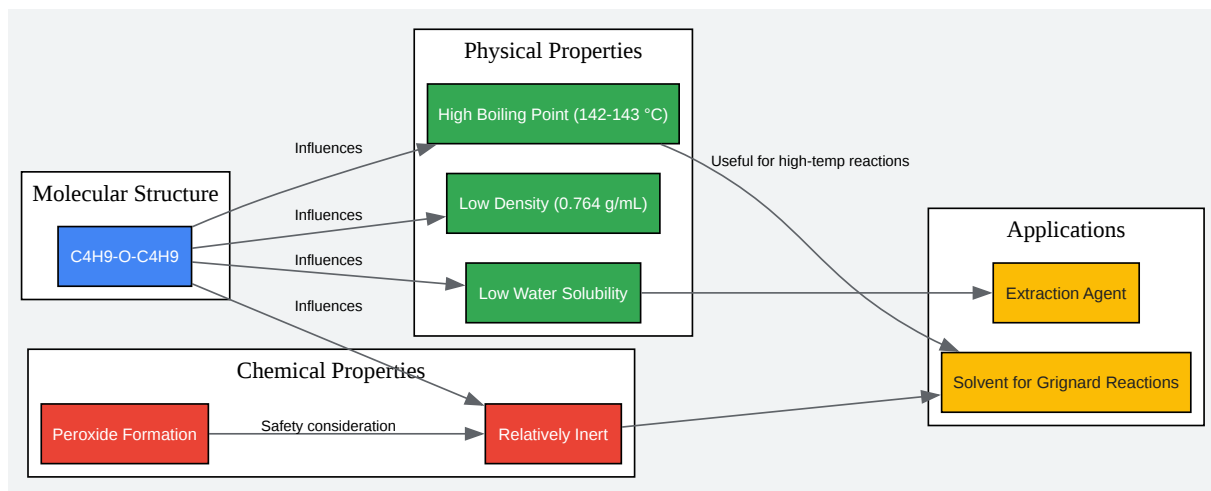 Physical Properties
High Boiling Point (142-143 °C)
Influences
Useful for high-temp reactions
Molecular Structure
Low Density (0.764 g/mL)
Influences
Applications
C4H9-O-C4H9
Influences
Low Water Solubility
Extraction Agent
Influences
Chemical Properties
Solvent for Grignard Reactions
Peroxide Formation
Safety consideration
Relatively Inert